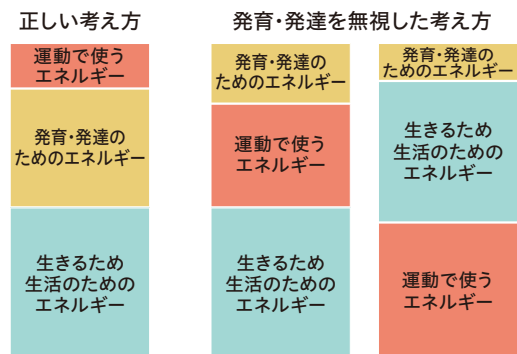 正しい考え方
運動で使う
エネルギー
発育・発達の
ためのエネルギー
生きるため
生活のための
エネルギー
発育・発達を無視した考え方
発育・発達の
ためのエネルギー
運動で使う
エネルギー
生きるため
生活のための
エネルギー
発育・発達の
ためのエネルギー
生きるため
生活のための
エネルギー
運動で使う
エネルギー